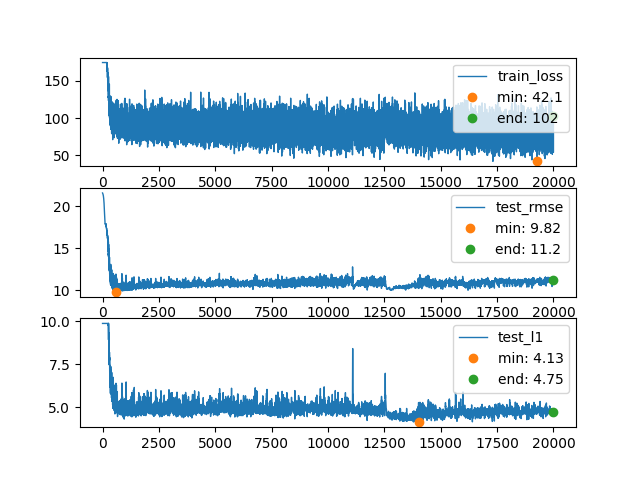 150
100
50
train_loss
min: 42.1
end: 102
0 2500 5000 7500 10000 12500 15000 17500 20000
20
15
10
test_rmse
min: 9.82
end: 11.2
0 2500 5000 7500 10000 12500 15000 17500 20000
10.0
7.5
5.0
test_l1
min: 4.13
end: 4.75
0 2500 5000 7500 10000 12500 15000 17500 20000